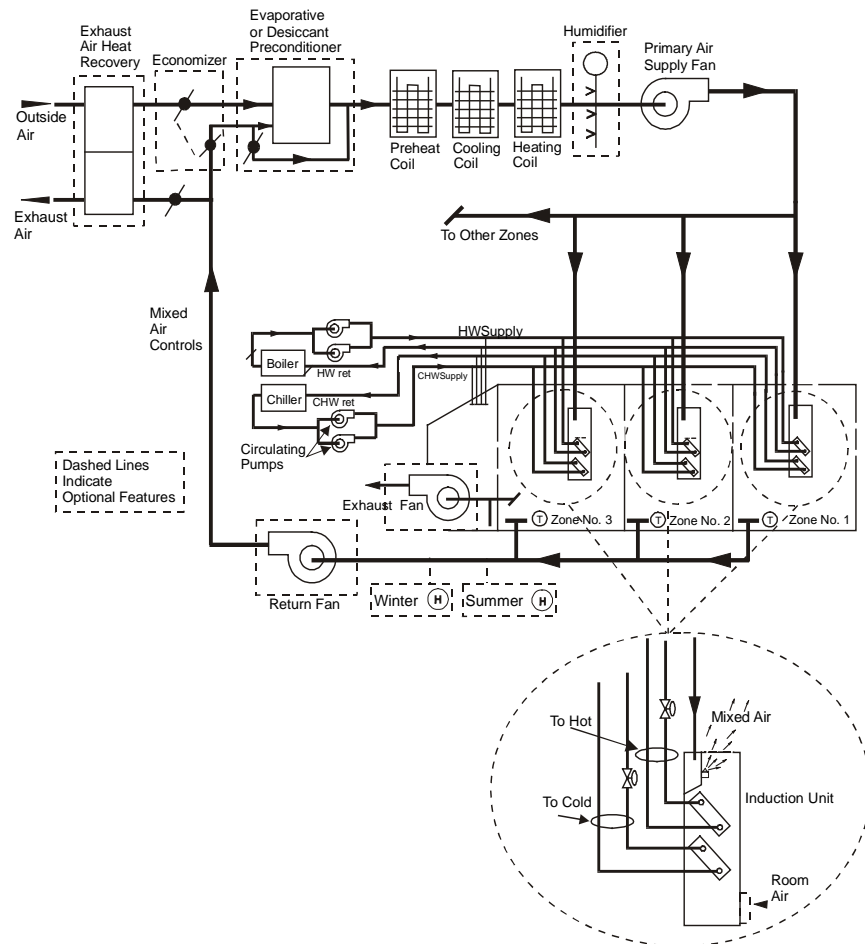 Exhaust
Air Heat
Recovery
Economizer
Evaporative
or Desiccant
Preconditioner
Humidifier
Primary Air
Supply Fan
Outside
Air
Exhaust
Air
Preheat
Coil
Cooling
Coil
Heating
Coil
To Other Zones
Mixed
Air
Controls
HWSupply
Boiler
HW ret
CHWSupply
Chiller
CHW ret
Circulating
Pumps
Dashed Lines
Indicate
Optional Features
Exhaust Fan
T Zone No. 3
T Zone No. 2
T Zone No. 1
Return Fan
Winter H
Summer H
To Hot
Mixed Air
To Cold
Induction Unit
Room
Air